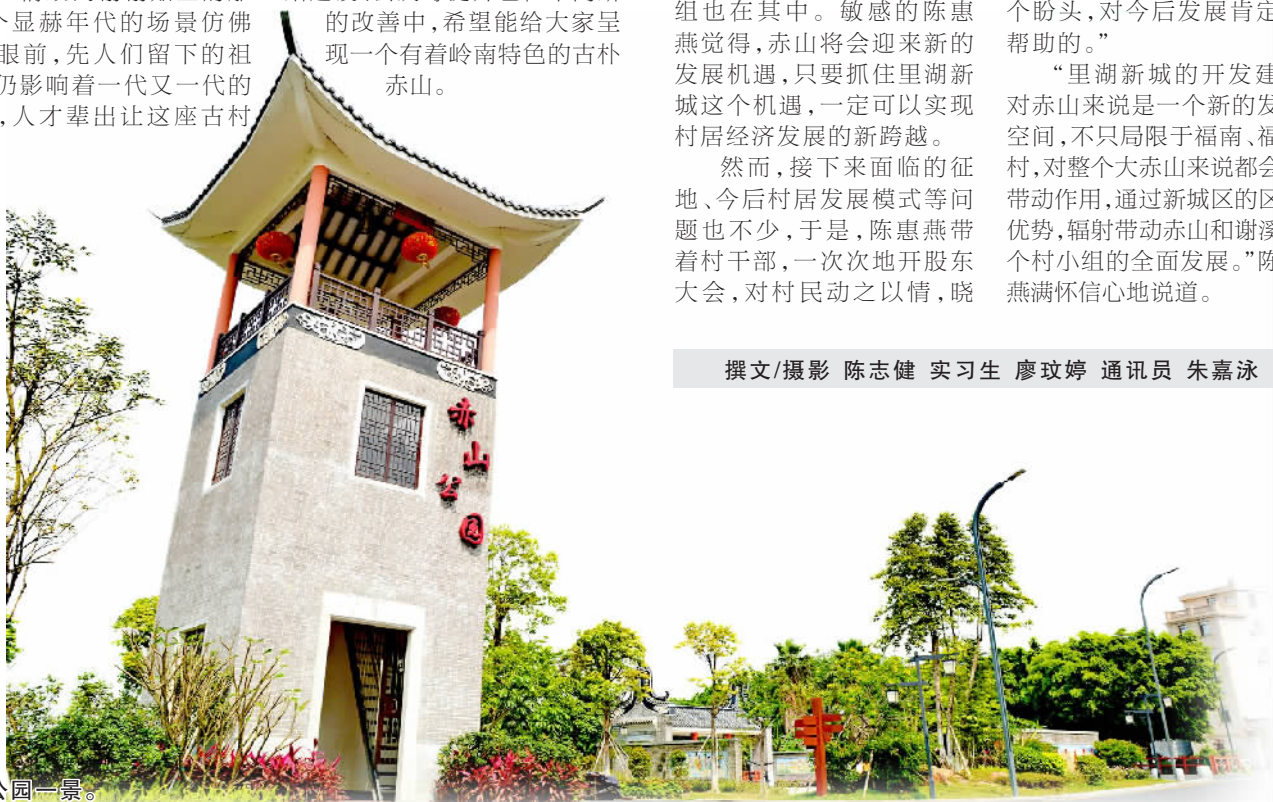 个显赫年代的场景仿佛
眼前,先人们留下的祖
仍影响着一代又一代的
,人才辈出让这座古村
的改善中,希望能给大家呈
现一个有着岭南特色的古朴
赤山。
组也在其中。敏感的陈惠
燕觉得,赤山将会迎来新的
发展机遇,只要抓住里湖新
城这个机遇,一定可以实现
村居经济发展的新跨越。
然而,接下来面临的征
地、今后村居发展模式等问
题也不少,于是,陈惠燕带
着村干部,一次次地开股东
大会,对村民动之以情,晓
个盼头,对今后发展肯定
帮助的。”
“里湖新城的开发建
对赤山来说是一个新的发
空间,不只局限于福南、福
村,对整个大赤山来说都会
带动作用,通过新城区的区
优势,辐射带动赤山和谢溪
个村小组的全面发展。”陈
燕满怀信心地说道。
撰文/摄影 陈志健 实习生 廖玟婷 通讯员 朱嘉泳
赤山公园
公园一景。